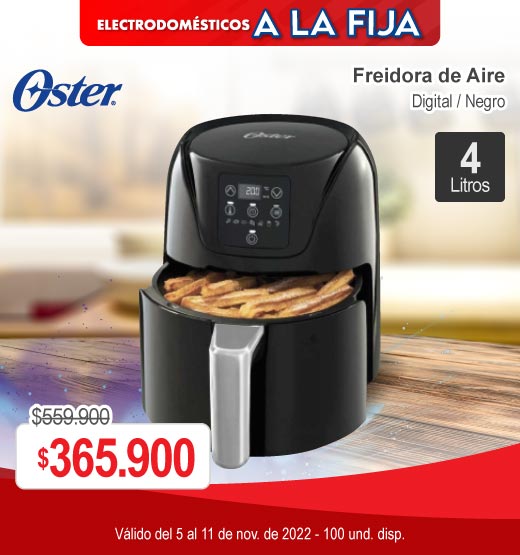 ELECTRODOMÉSTICOS A LA FIJA
Oster®
Freidora de Aire
Digital / Negro
4
Litros
Oster
200
$559.900
$365.900
Válido del 5 al 11 de nov. de 2022 - 100 und. disp.